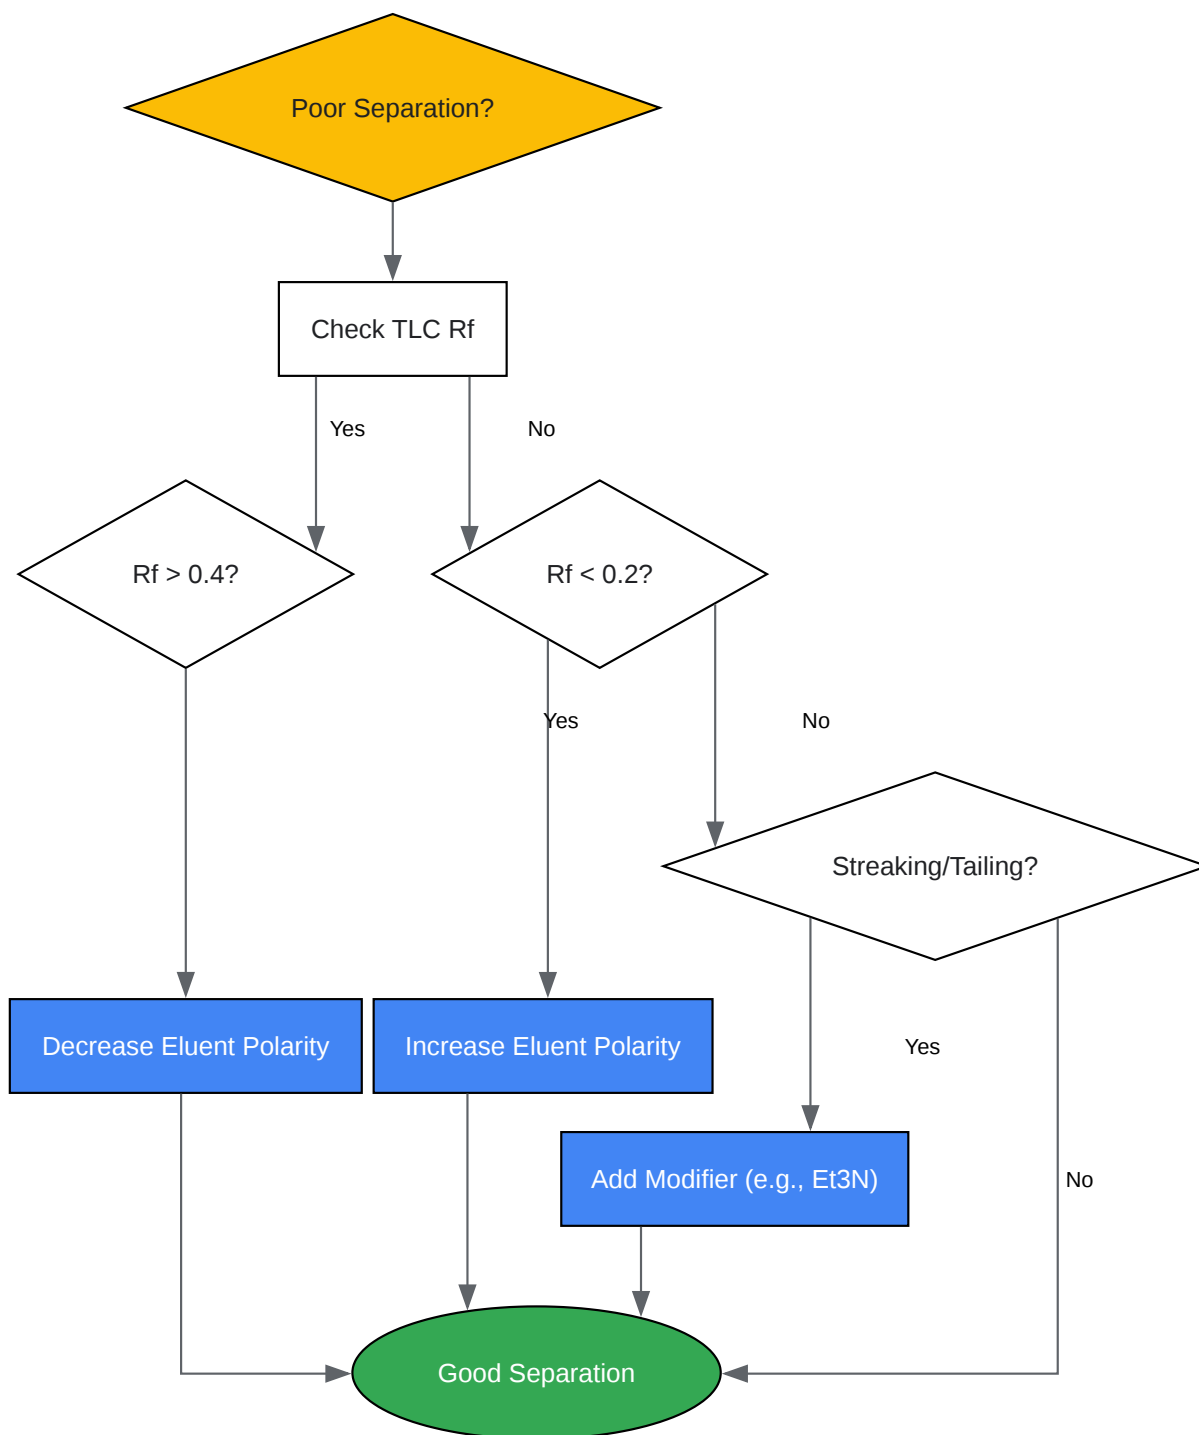 Poor Separation?
Check TLC Rf
Yes
No
Rf > 0.4?
Rf < 0.2?
Yes
No
Streaking/Tailing?
Decrease Eluent Polarity
Increase Eluent Polarity
Yes
Add Modifier (e.g., Et3N)
No
Good Separation